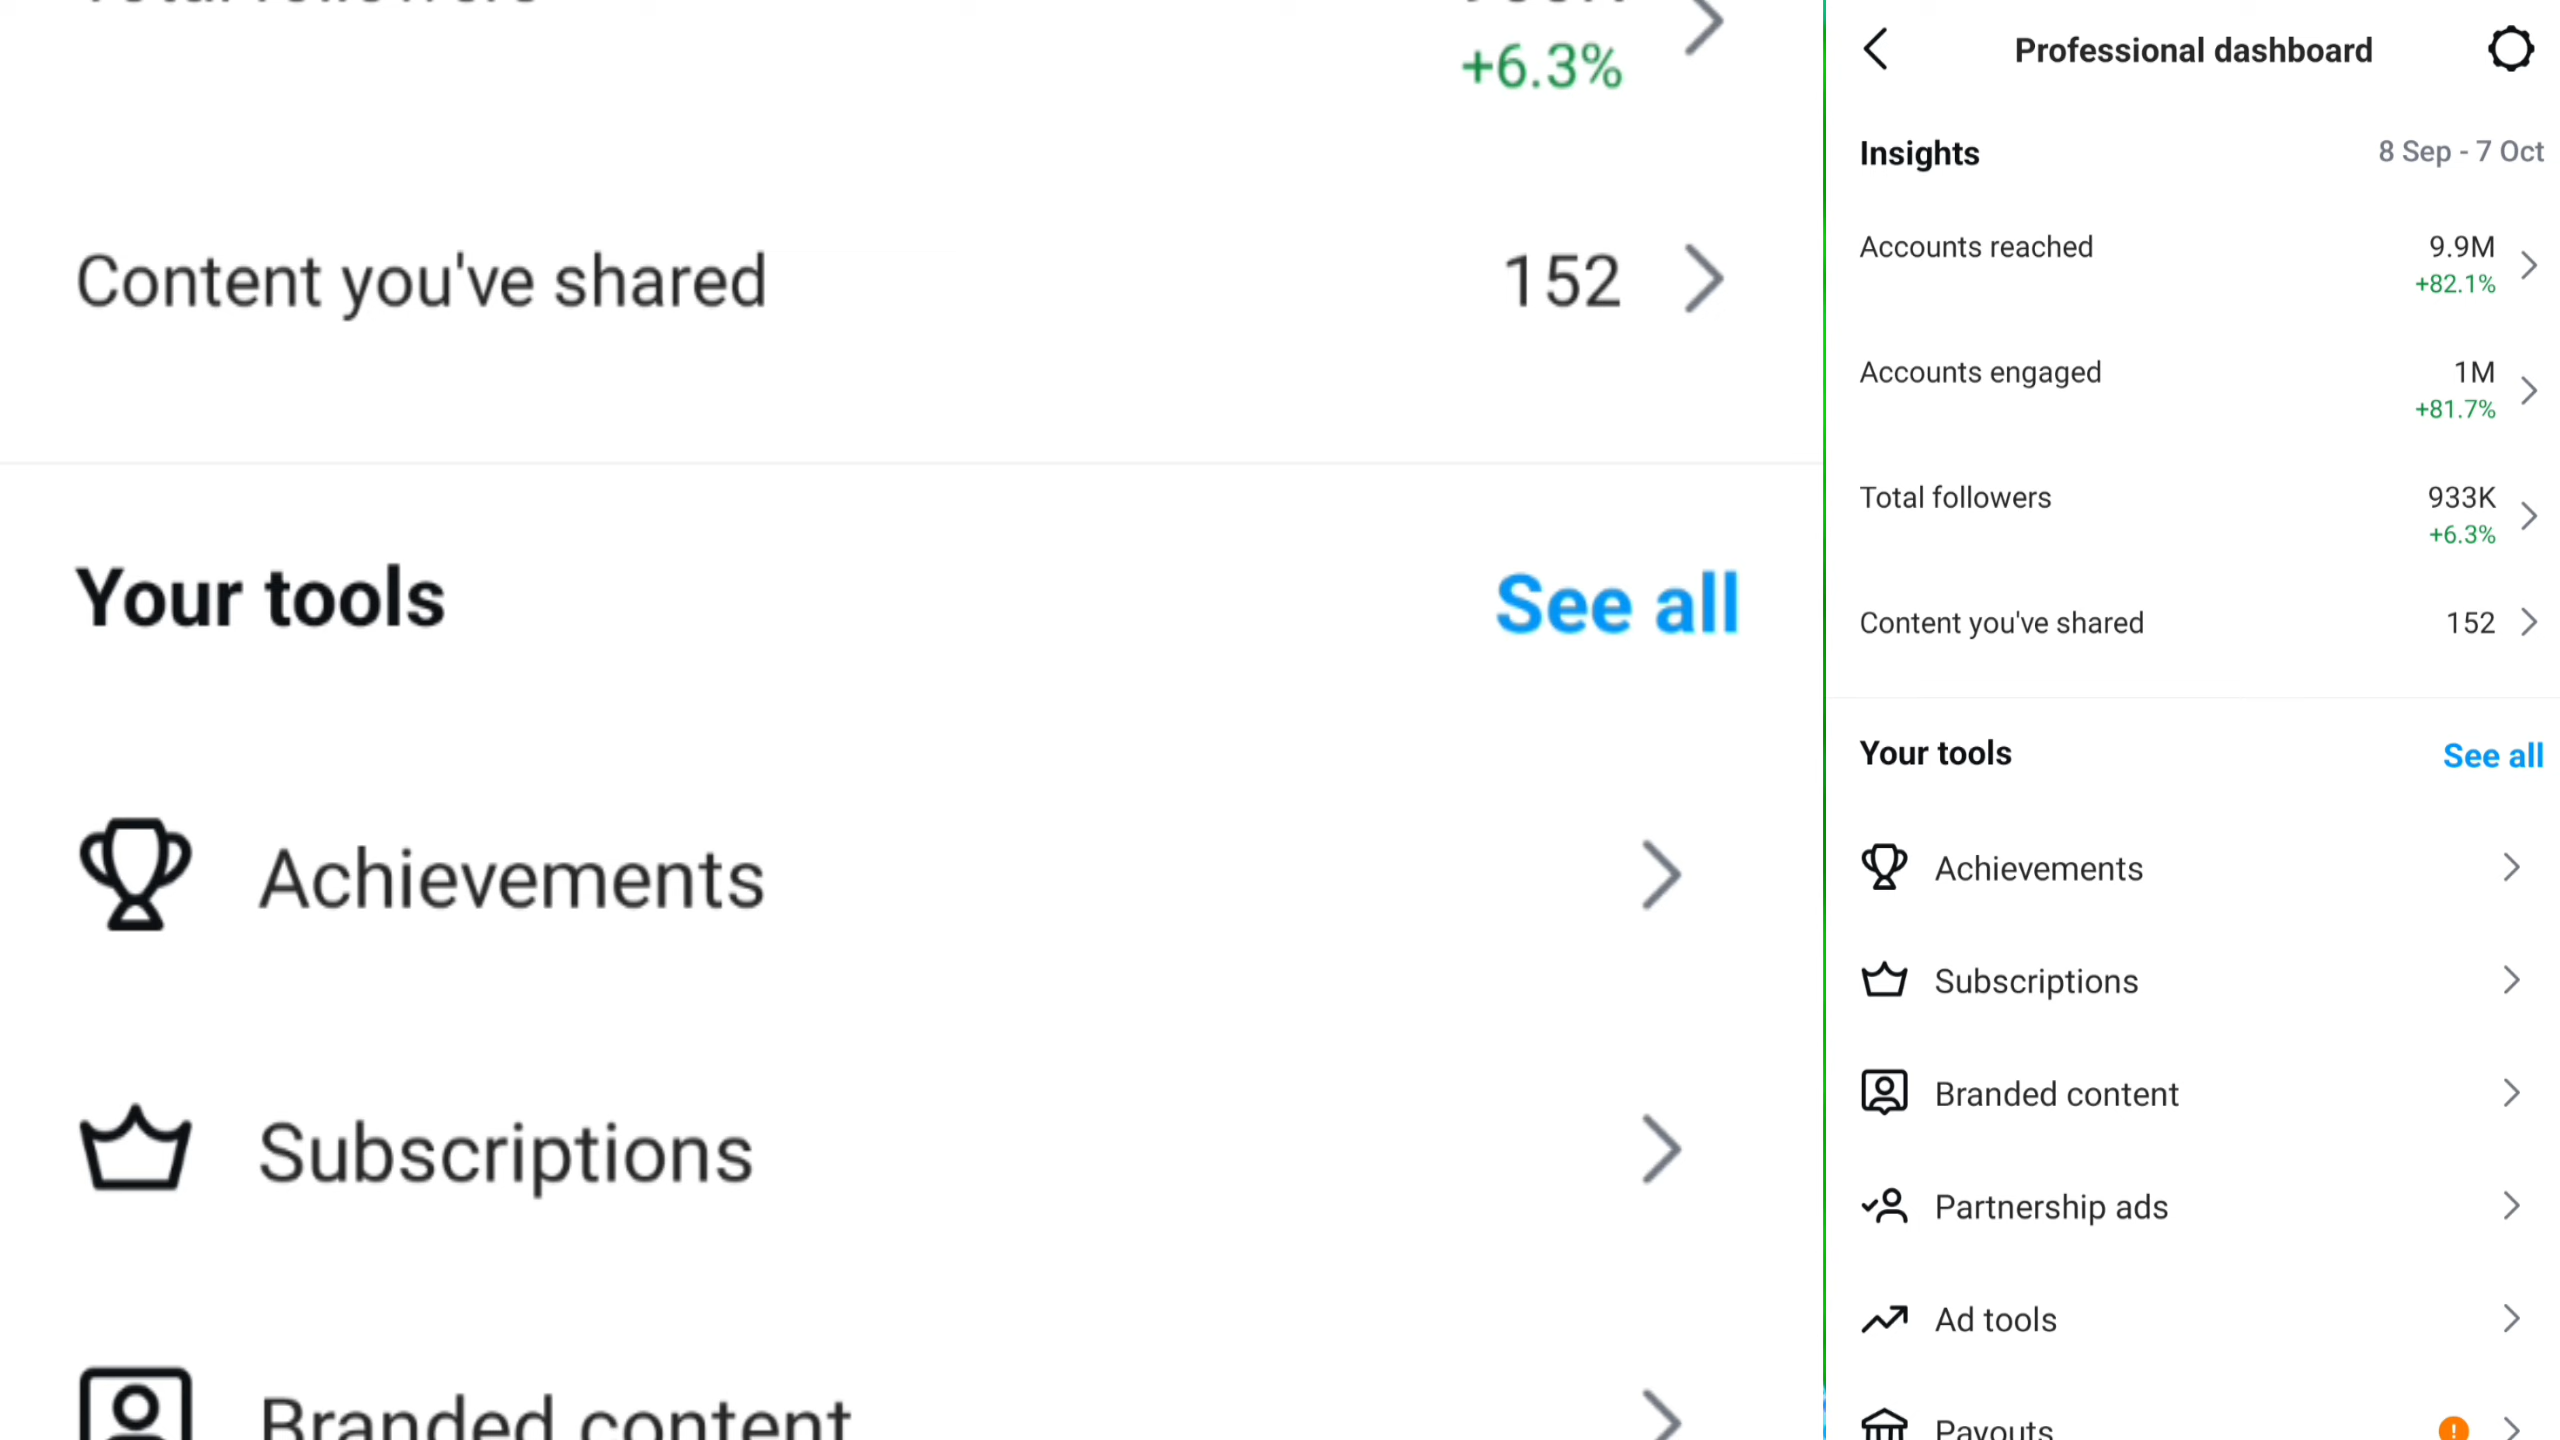 +6.3%
Content you've shared 152
Your tools See all
Achievements
Subscriptions
Branded content
Professional dashboard
Insights 8 Sep - 7 Oct
Accounts reached 9.9M
+82.1%
Accounts engaged 1M
+81.7%
Total followers 933K
+6.3%
Content you've shared 152
Your tools See all
Achievements
Subscriptions
Branded content
Partnership ads
Ad tools
Payouts